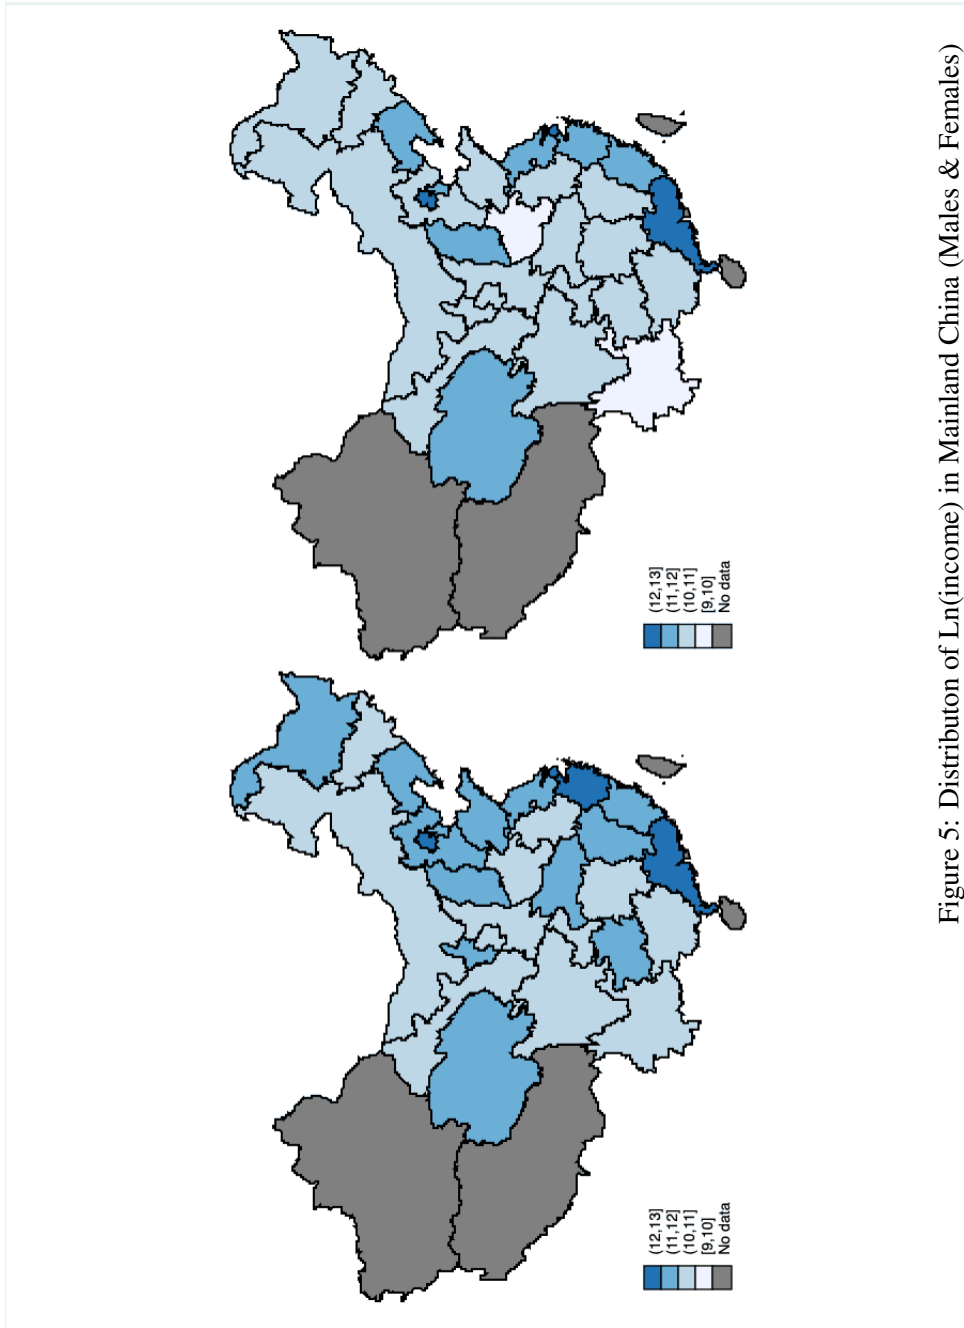 (12,13]
(11,12]
(10,11]
[9,10]
No data
(12,13]
(11,12]
(10,11]
[9,10]
No data
Figure 5: Distributon of Ln(income) in Mainland China (Males & Females)